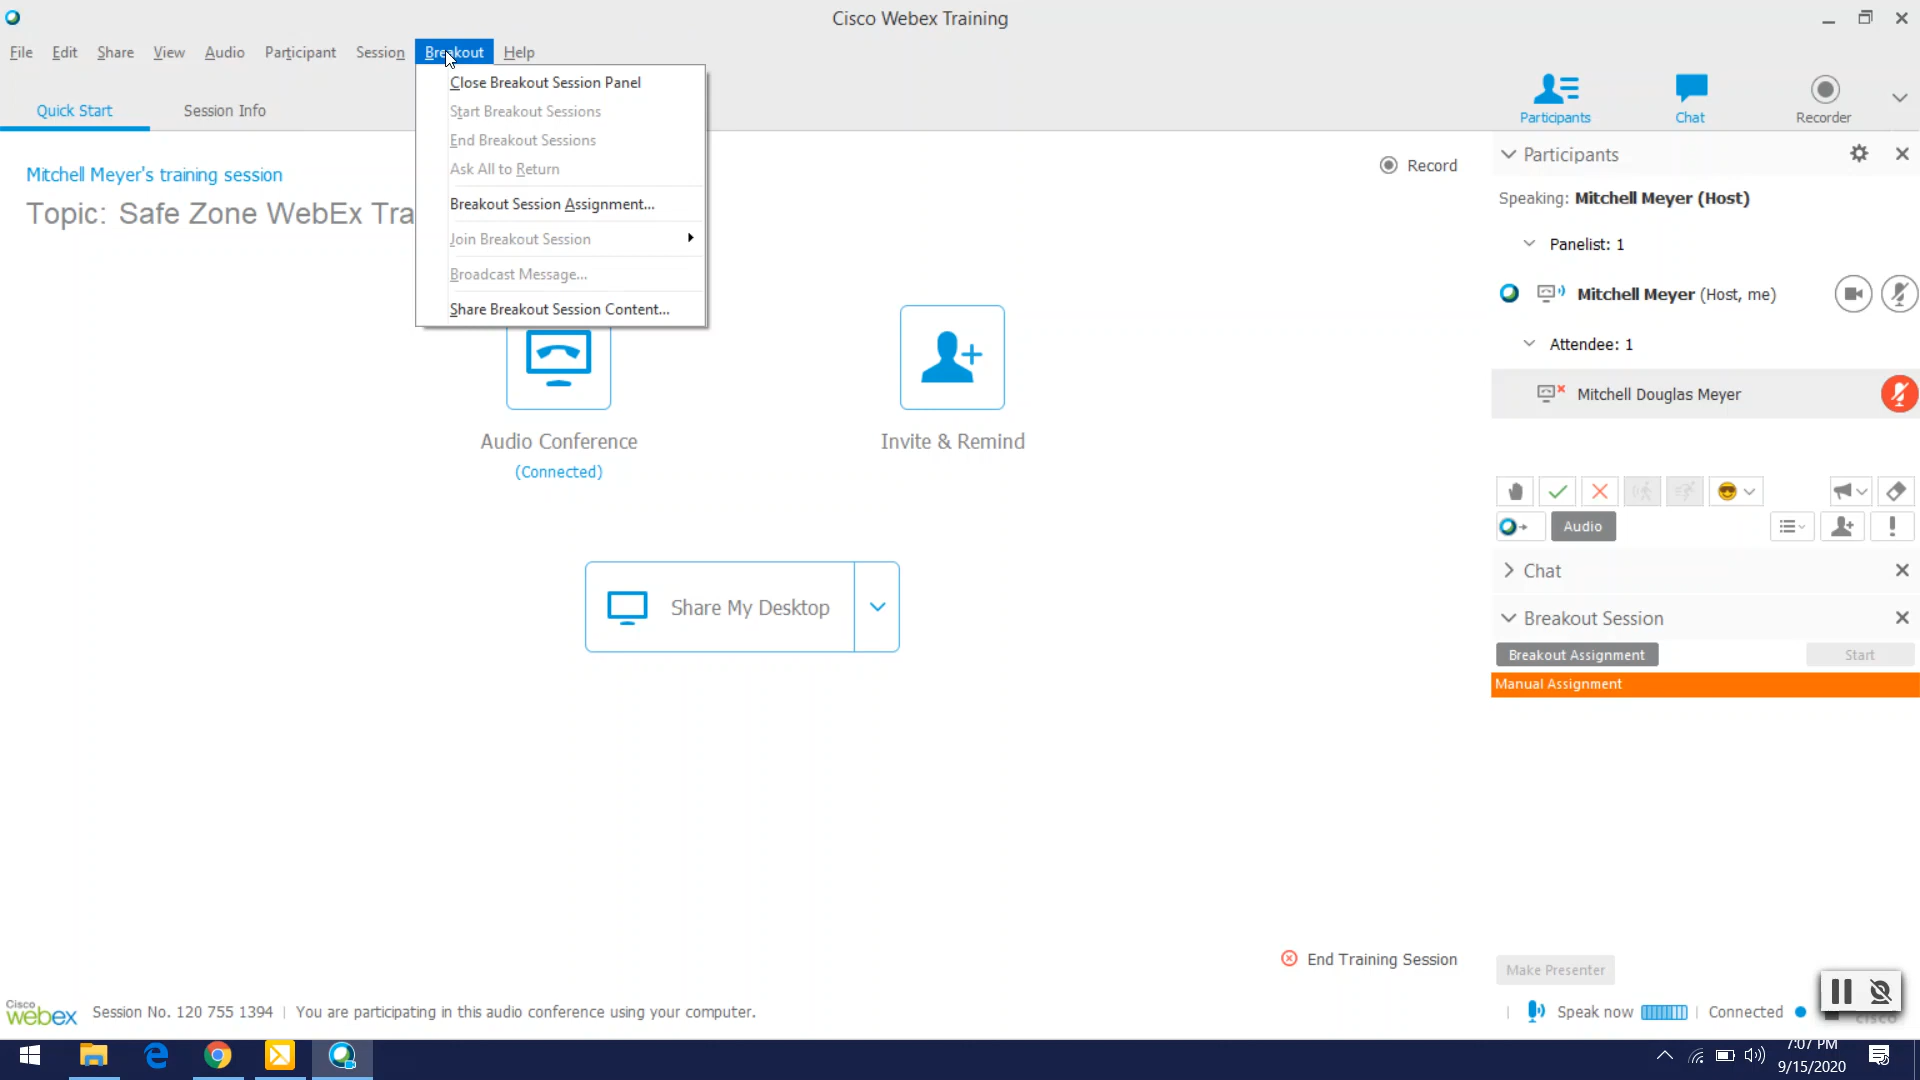 Cisco Webex Training
File Edit Share View Audio Participant Session Breakout Help
Close Breakout Session Panel
Start Breakout Sessions
End Breakout Sessions
Ask All to Return
Breakout Session Assignment...
Join Breakout Session
Broadcast Message...
Share Breakout Session Content...
Quick Start Session Info
Participants Chat Recorder
Mitchell Meyer's training session
Topic: Safe Zone WebEx Tra
Record
Audio Conference
(Connected)
Invite & Remind
Share My Desktop
End Training Session
Participants
Speaking: Mitchell Meyer (Host)
Panelist: 1
Mitchell Meyer (Host, me)
Attendee: 1
Mitchell Douglas Meyer
Audio
Chat
Breakout Session
Breakout Assignment Start
Manual Assignment
Make Presenter
Cisco
webex
Session No. 120 755 1394 | You are participating in this audio conference using your computer.
Speak now | Connected
cisco
7:07 PM
9/15/2020